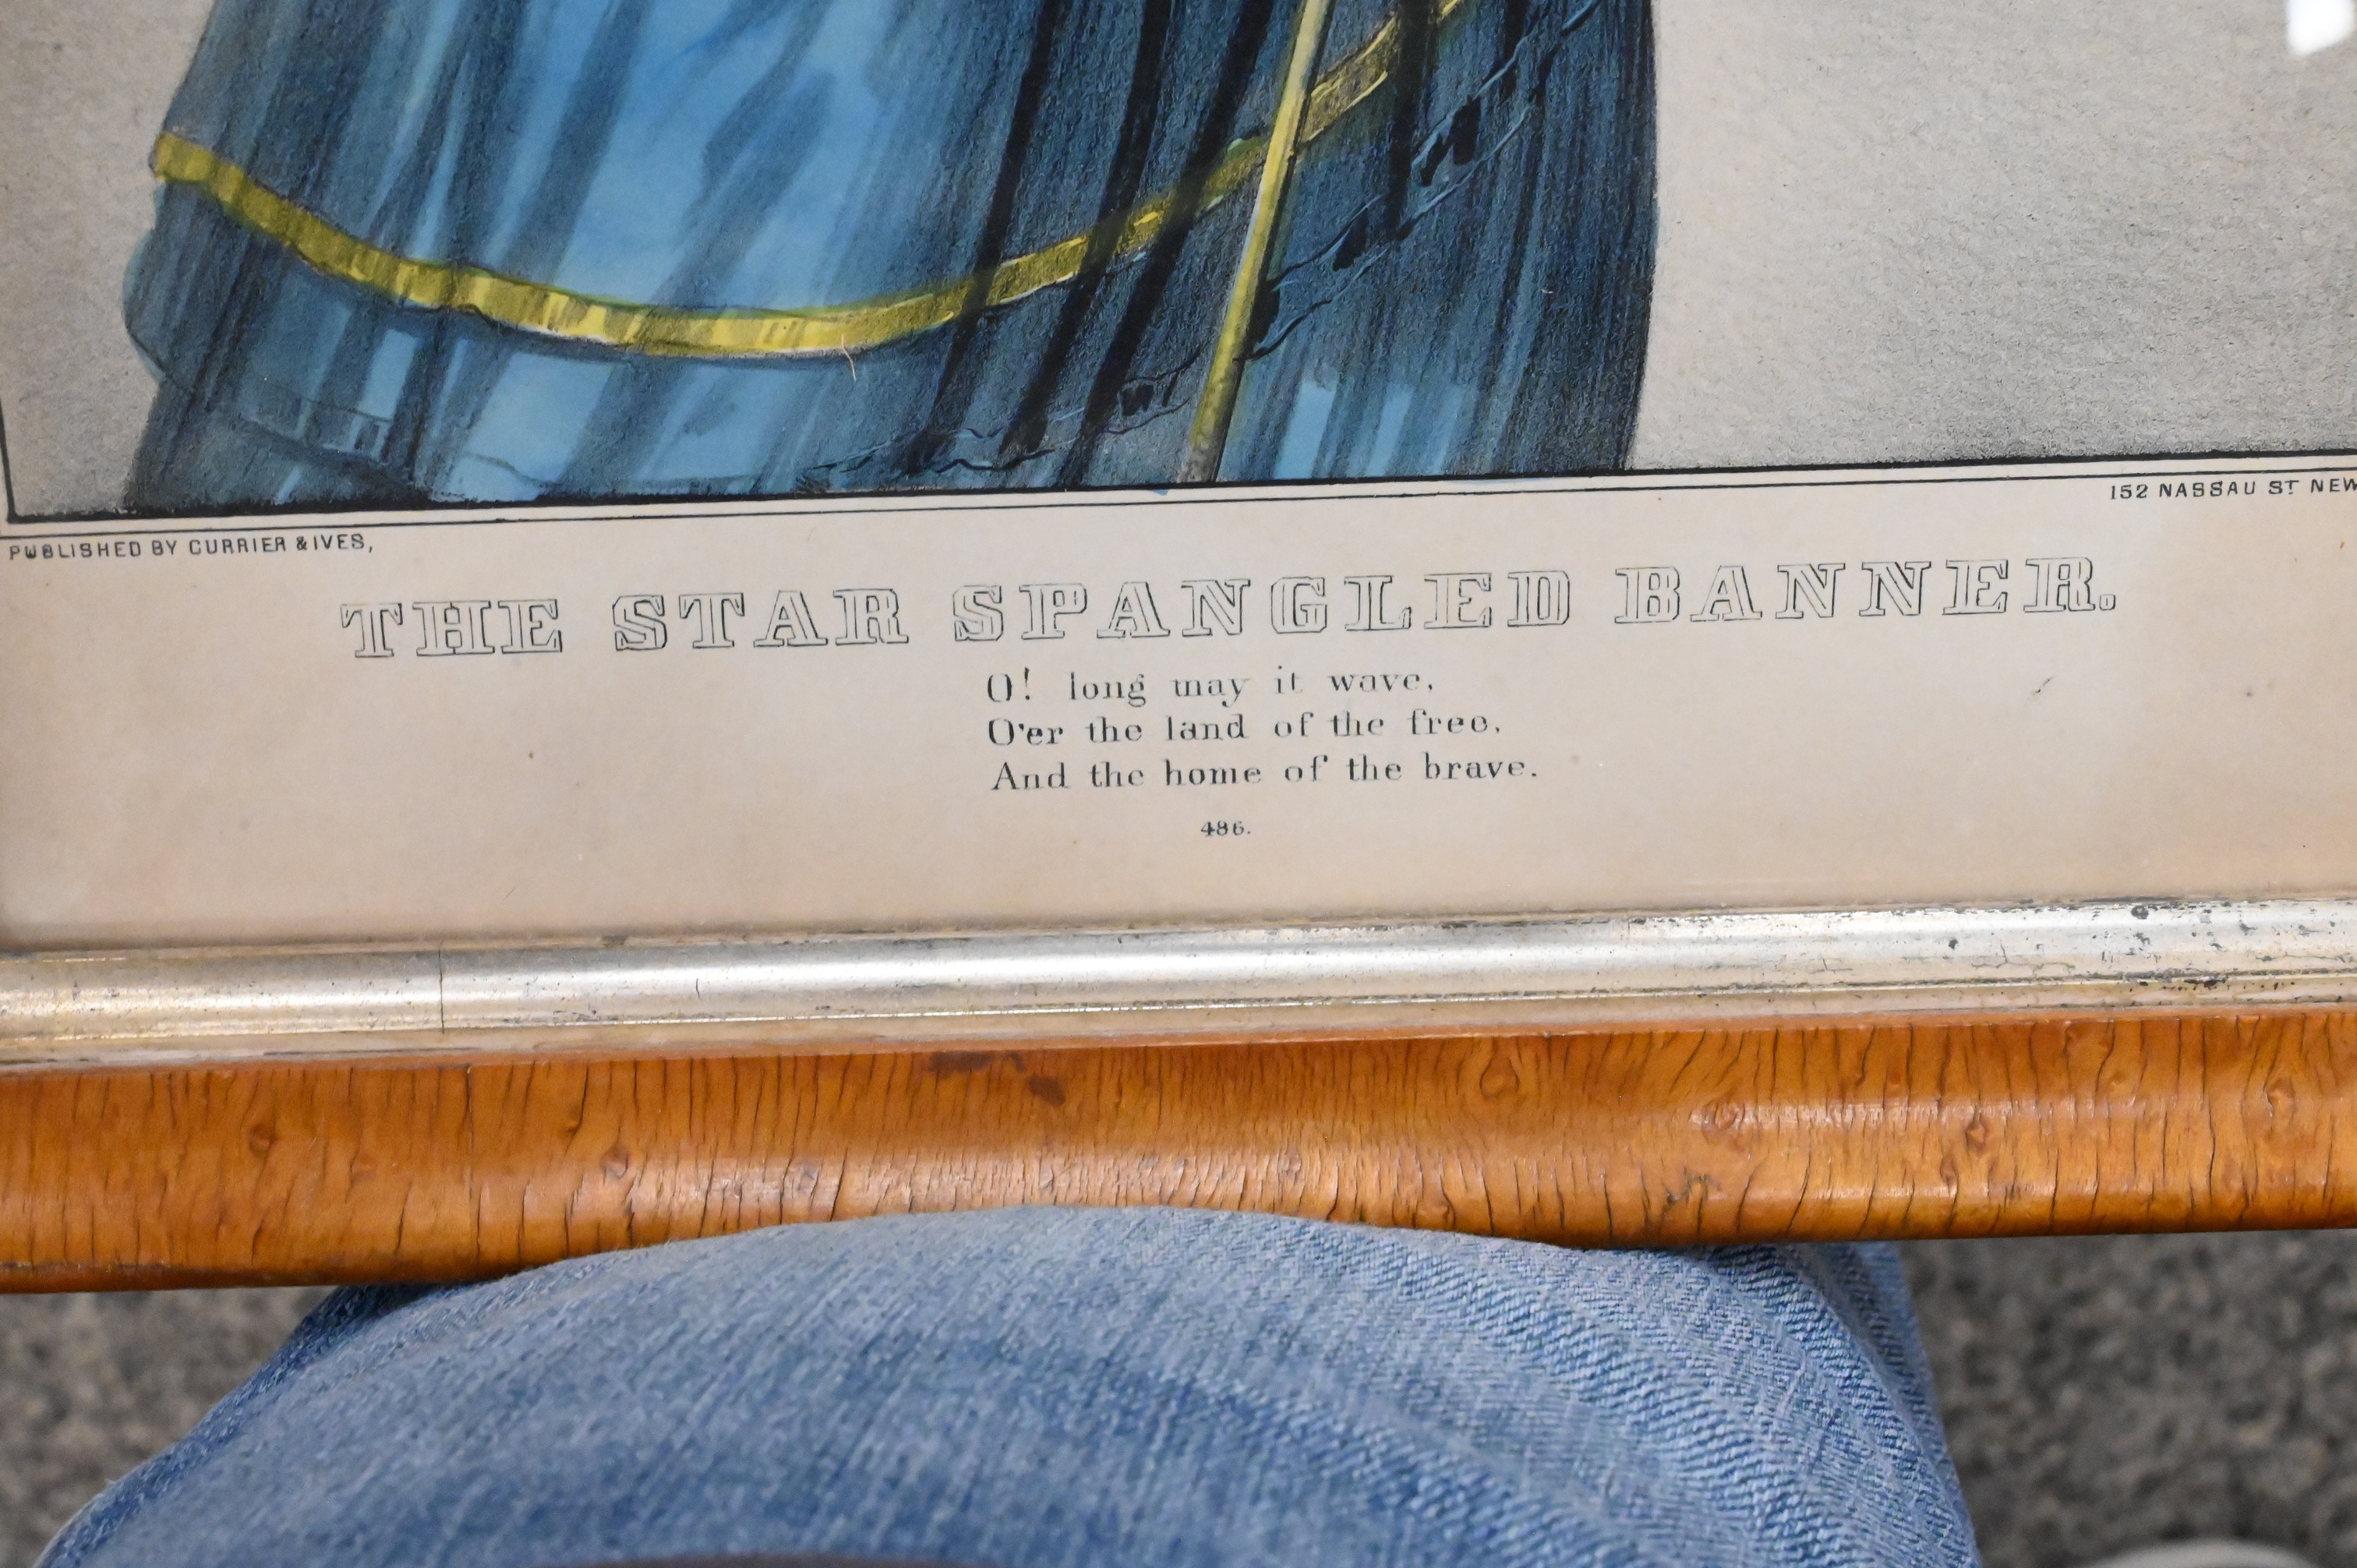 PUBLISHED BY CURRIER & IVES,
152 NASSAU ST NEW
THE STAR SPANGLED BANNER.
O! long may it wave,
O'er the land of the free,
And the home of the brave.
486.